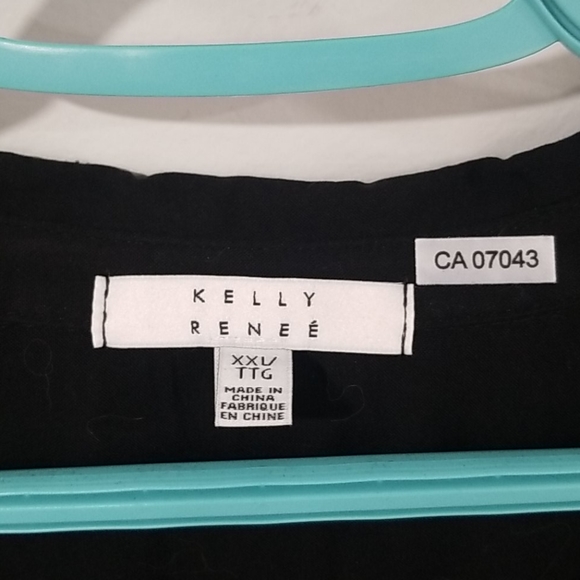 CA 07043
KELLY
RENEÉ
XXL/
TTG
MADE IN
CHINA
FABRIQUE
EN CHINE